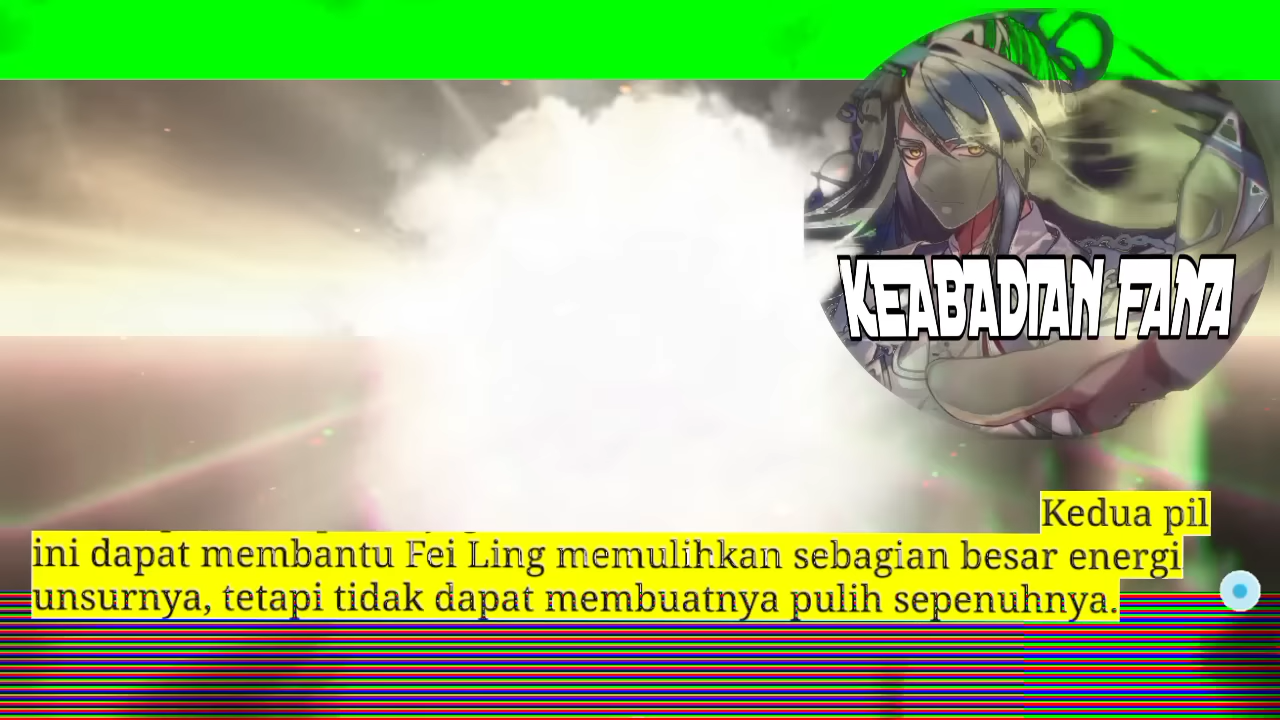 KEABADIAN FANA
Kedua pil
ini dapat membantu Fei Ling memulihkan sebagian besar energi
unsurnya, tetapi tidak dapat membuatnya pulih sepenuhnya.